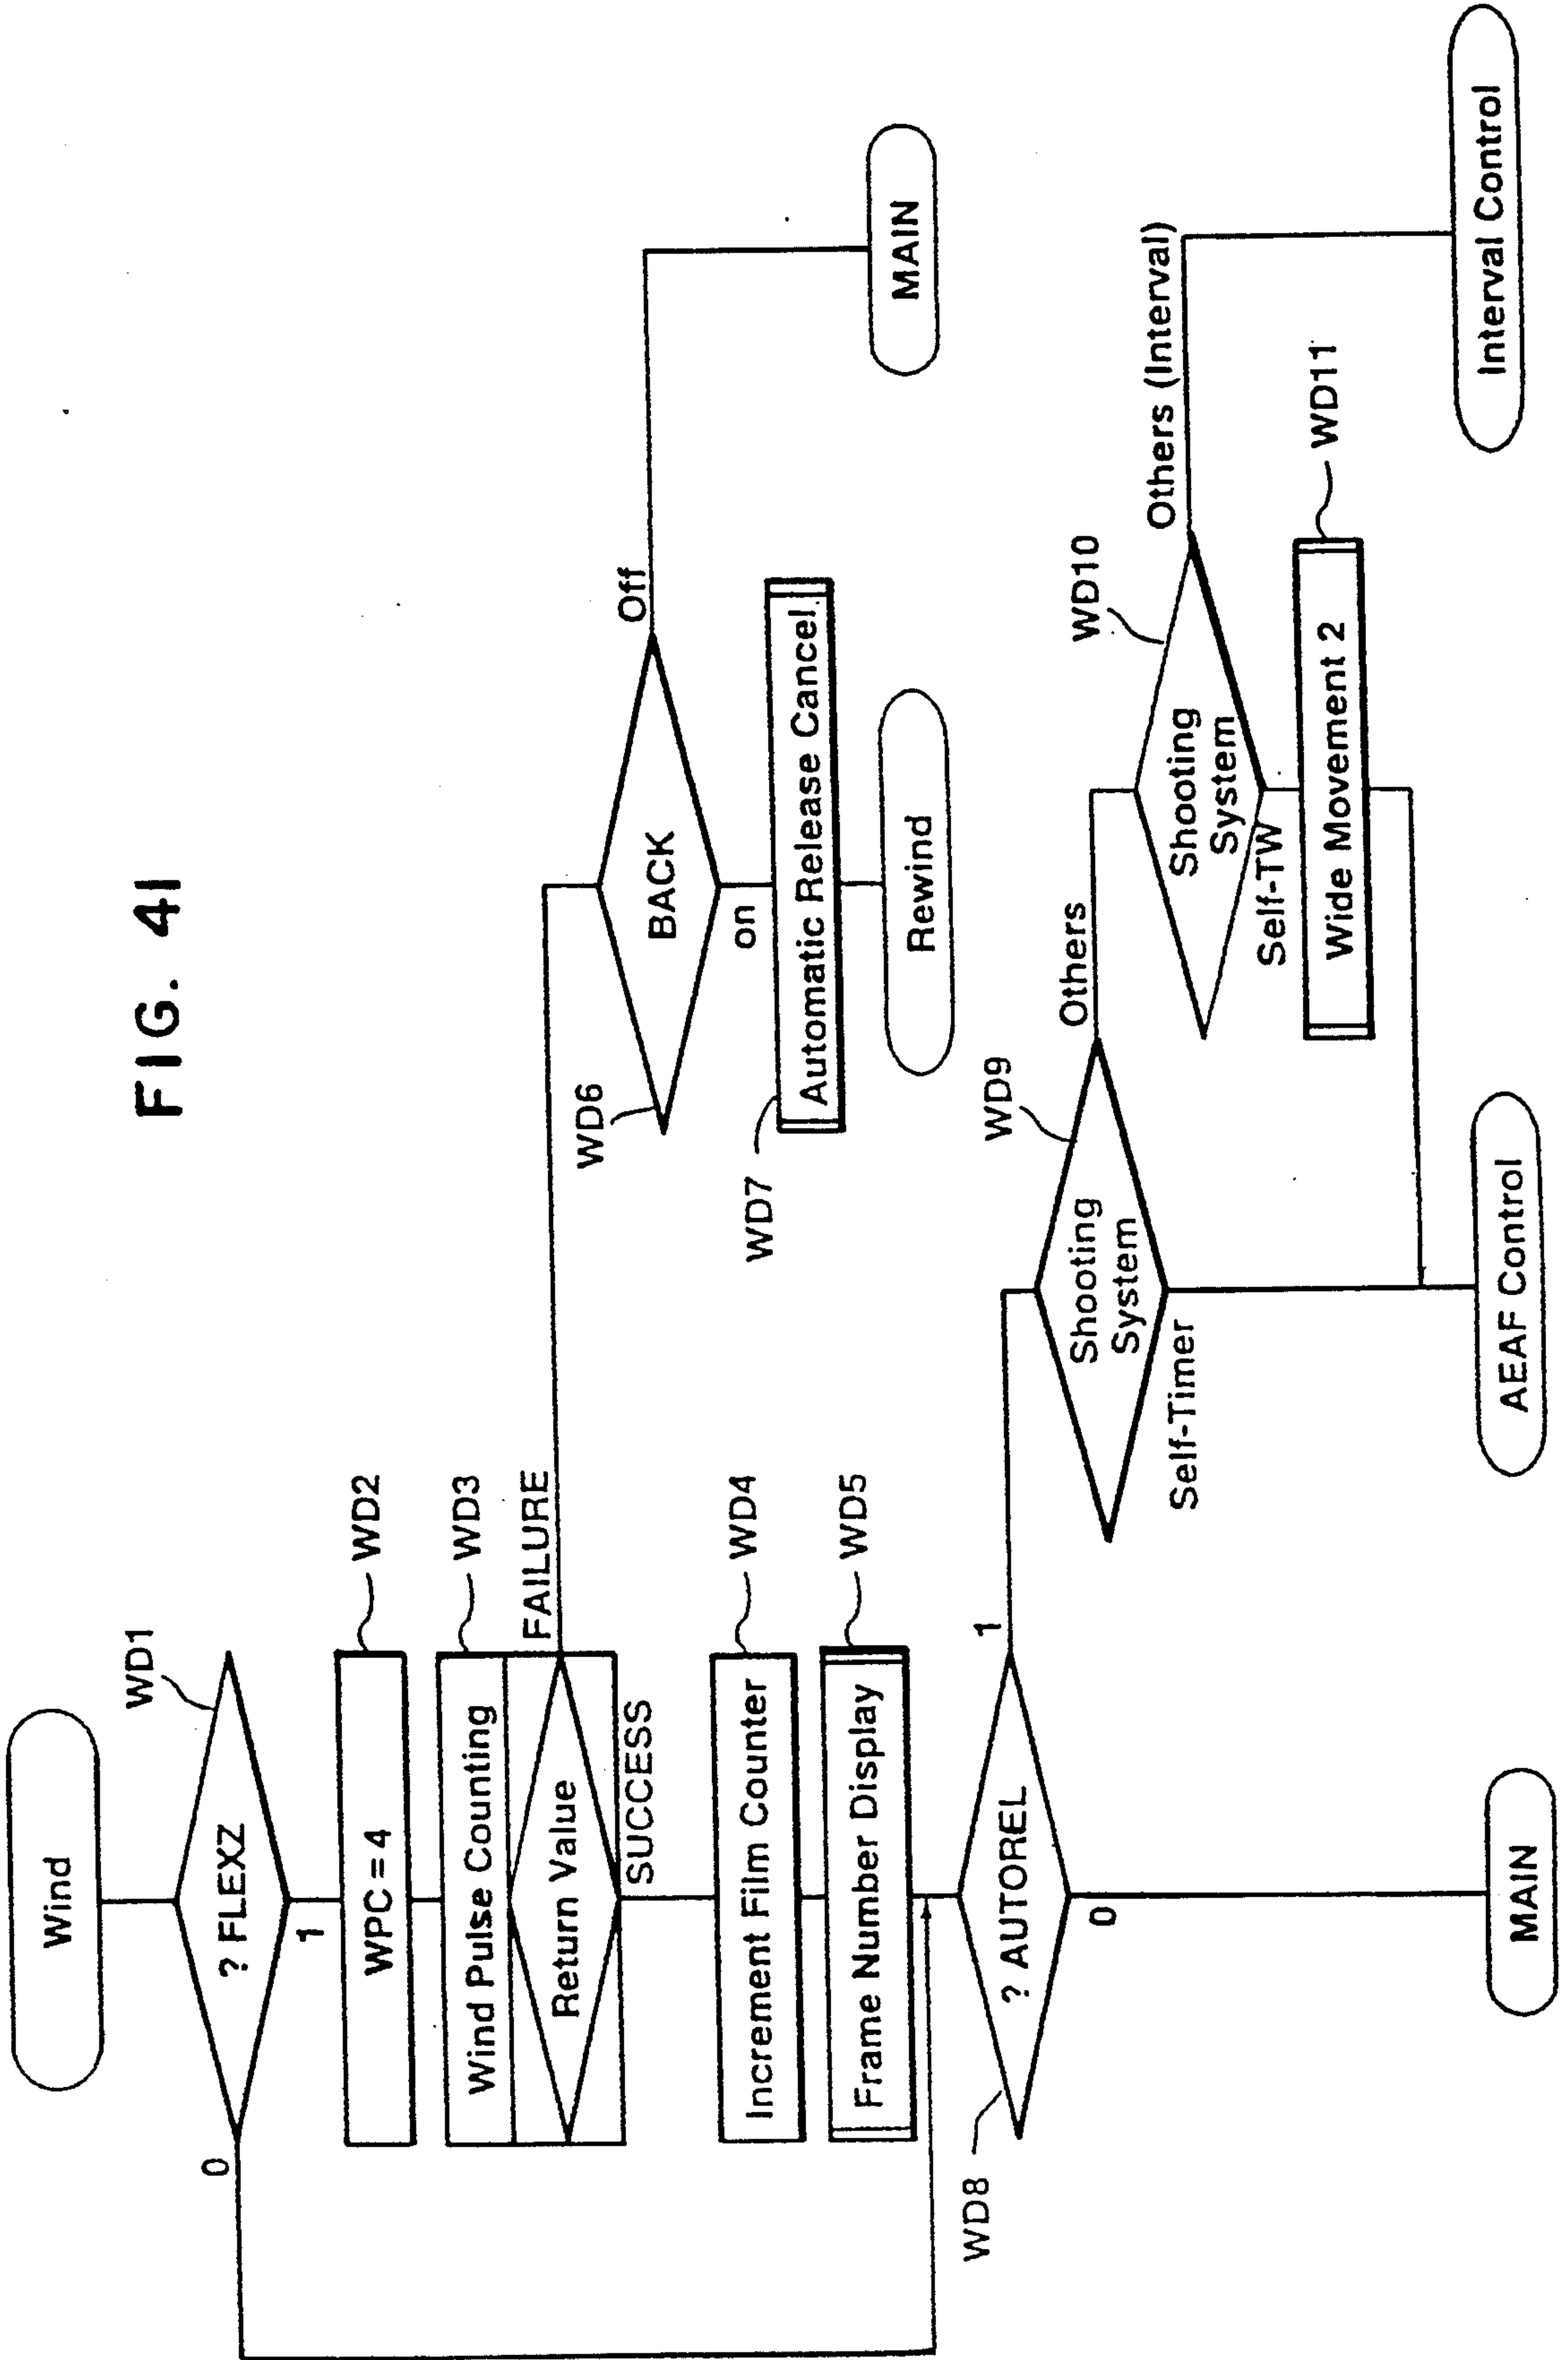 FIG. 4I
Wind
WD1
? FLEXZ
0
1
WPC = 4
WD2
Wind Pulse Counting
WD3
Return Value
FAILURE
SUCCESS
Increment Film Counter
WD4
Frame Number Display
WD5
WD6
BACK
Off
on
WD7
Automatic Release Cancel
Rewind
MAIN
WD8
? AUTOREL
1
0
MAIN
WD9
Shooting
System
Others
Self-Timer
WD10
Shooting
System
Others (Interval)
Self-TW
Wide Movement 2
WD11
AEAF Control
Interval Control